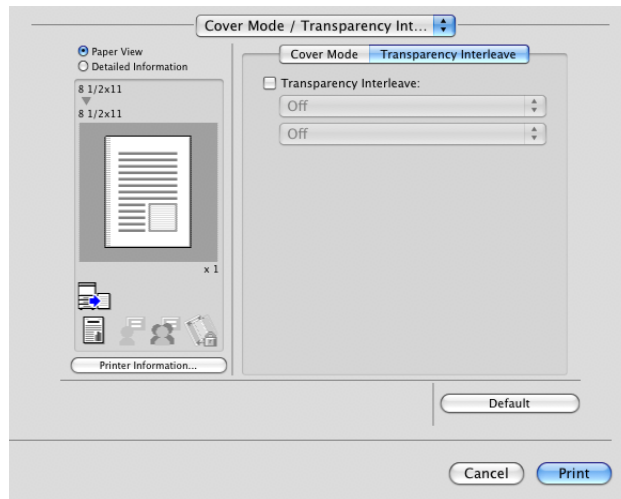 Cover Mode / Transparency Int...
Paper View
Detailed Information
8 1/2x11
8 1/2x11
x 1
Printer Information...
Cover Mode Transparency Interleave
Transparency Interleave:
Off
Off
Default
Cancel Print